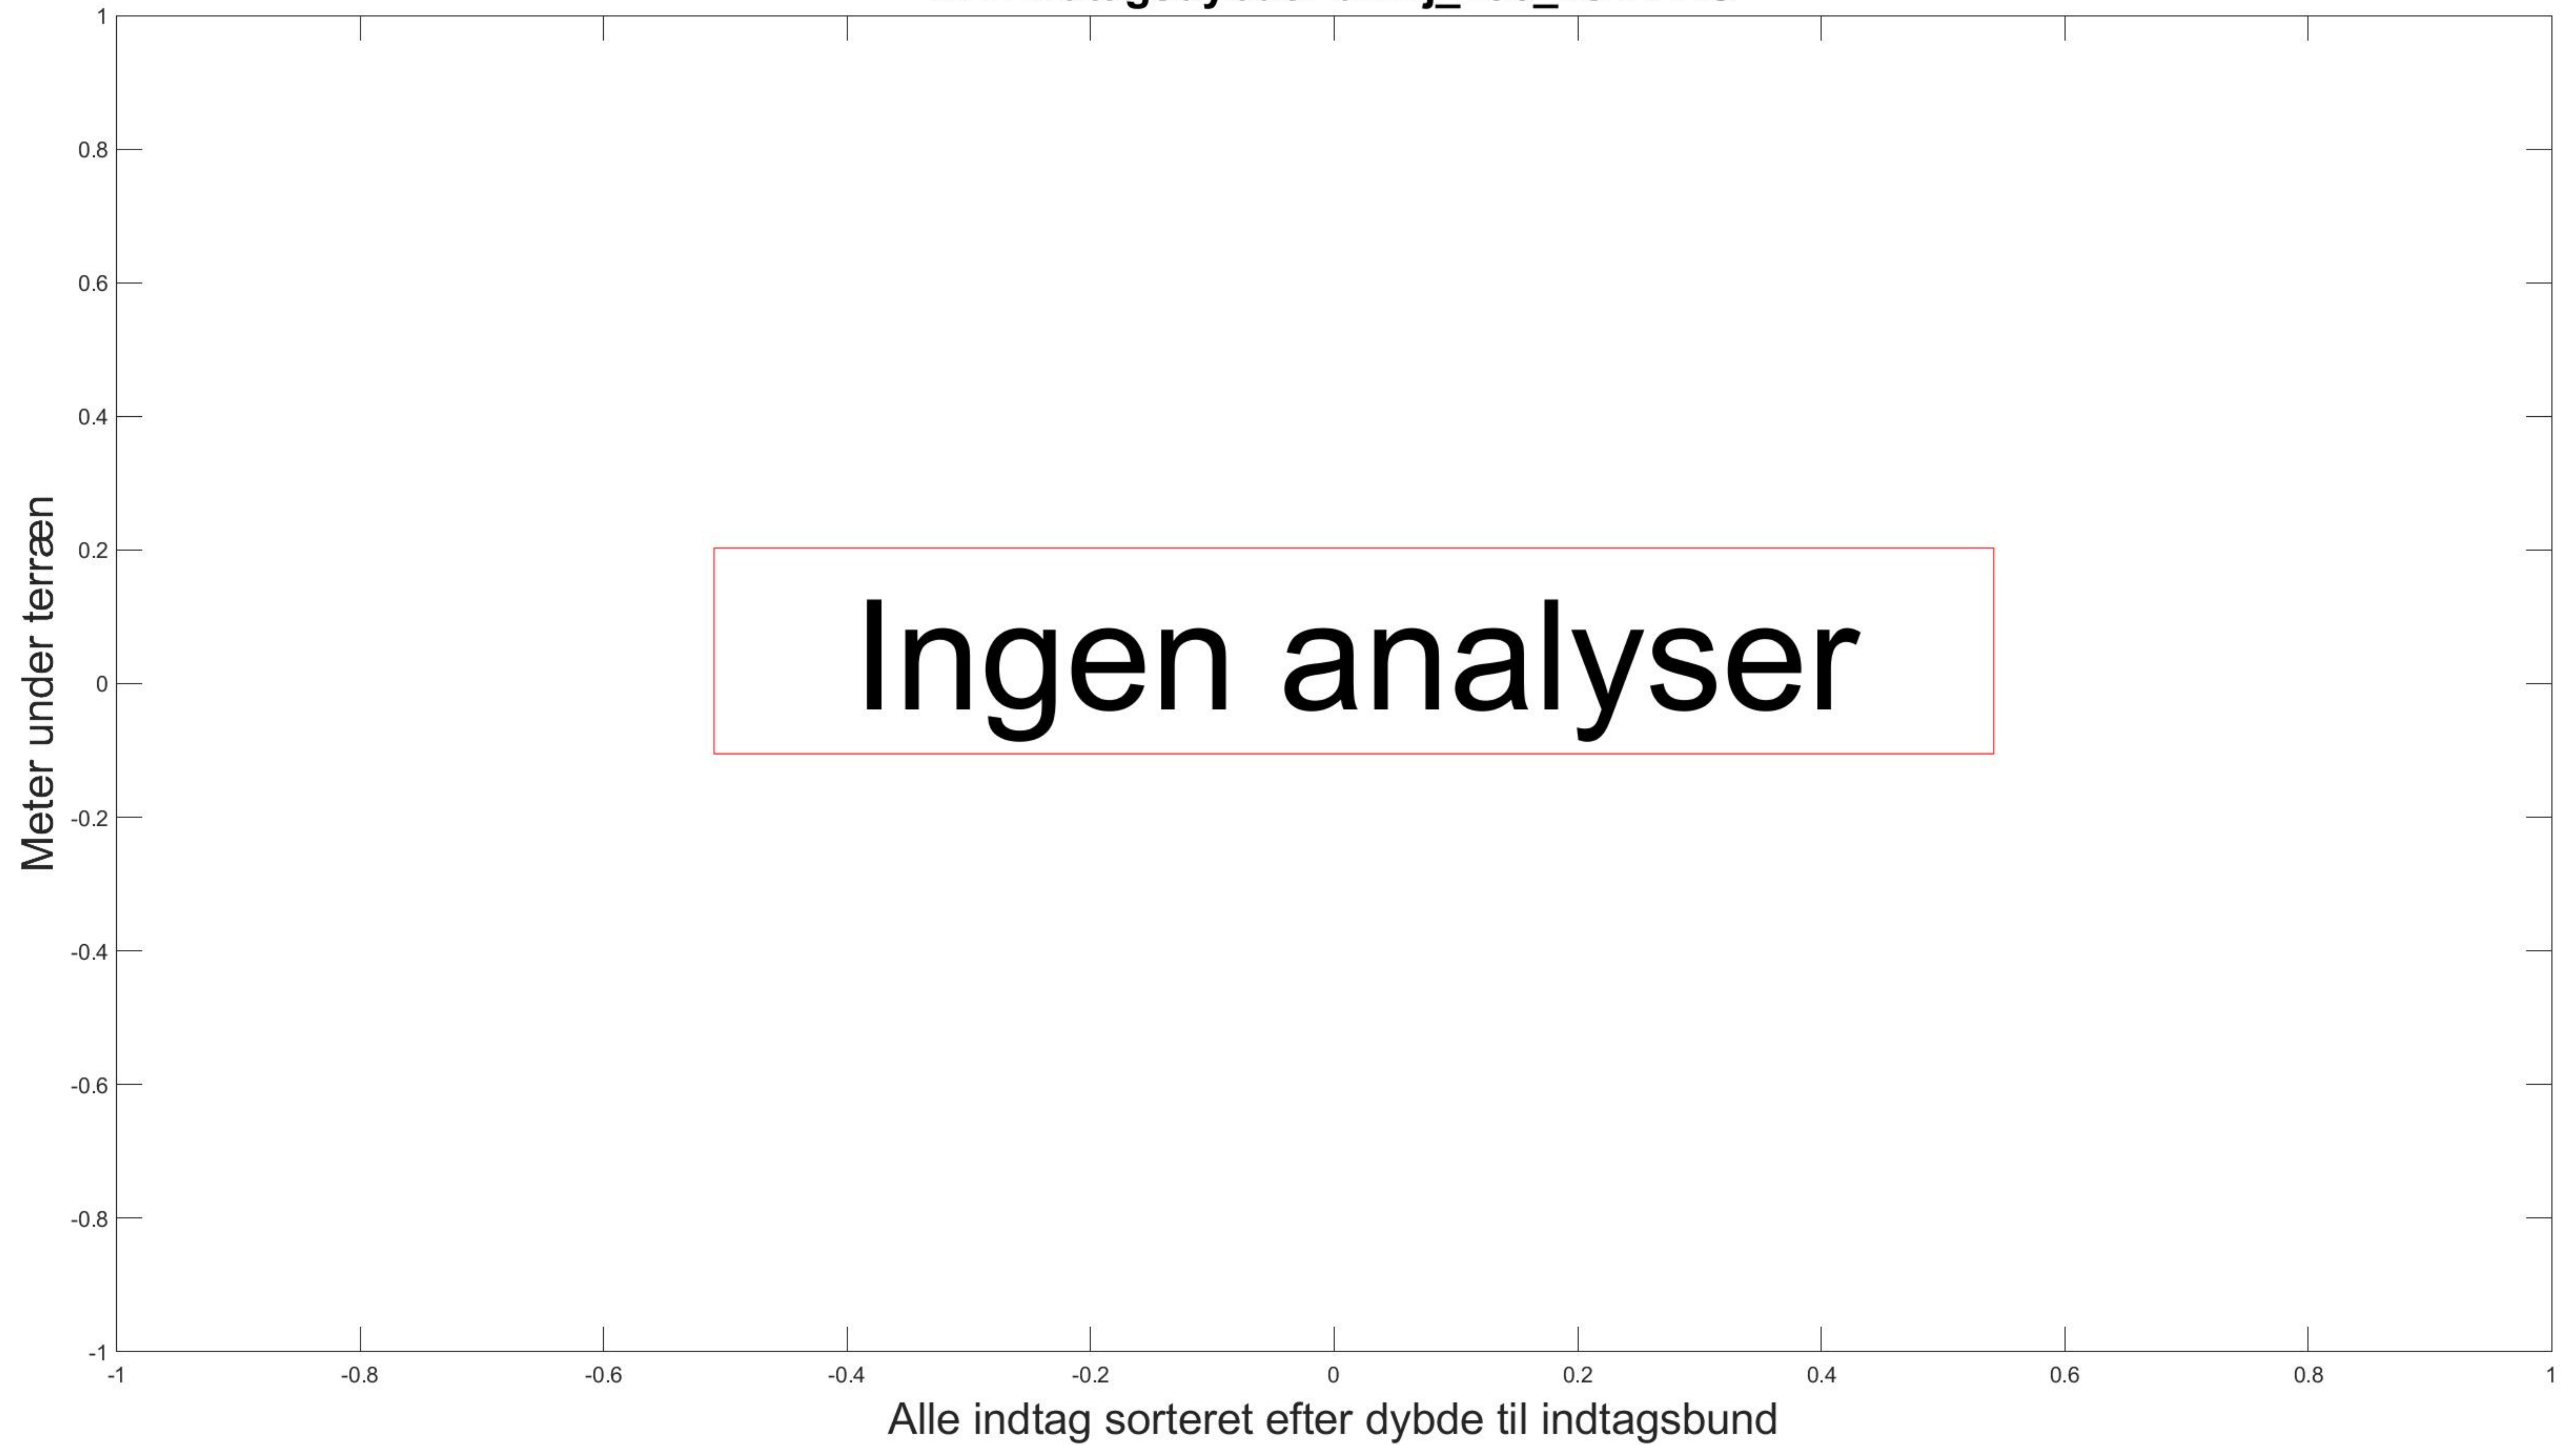 1
0.8
0.6
0.4
0.2
0
-0.2
-0.4
-0.6
-0.8
-1
Meter under terræn
Ingen analyser
-1 -0.8 -0.6 -0.4 -0.2 0 0.2 0.4 0.6 0.8 1
Alle indtag sorteret efter dybde til indtagsbund